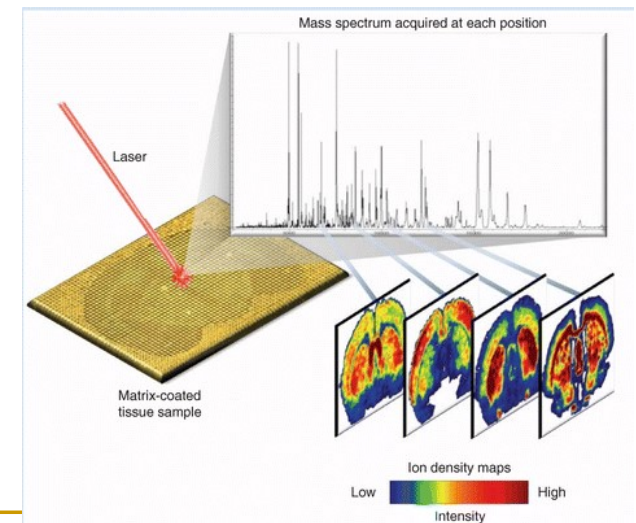 Mass spectrum acquired at each position
Laser
Matrix-coated
tissue sample
Ion density maps
Low
High
Intensity